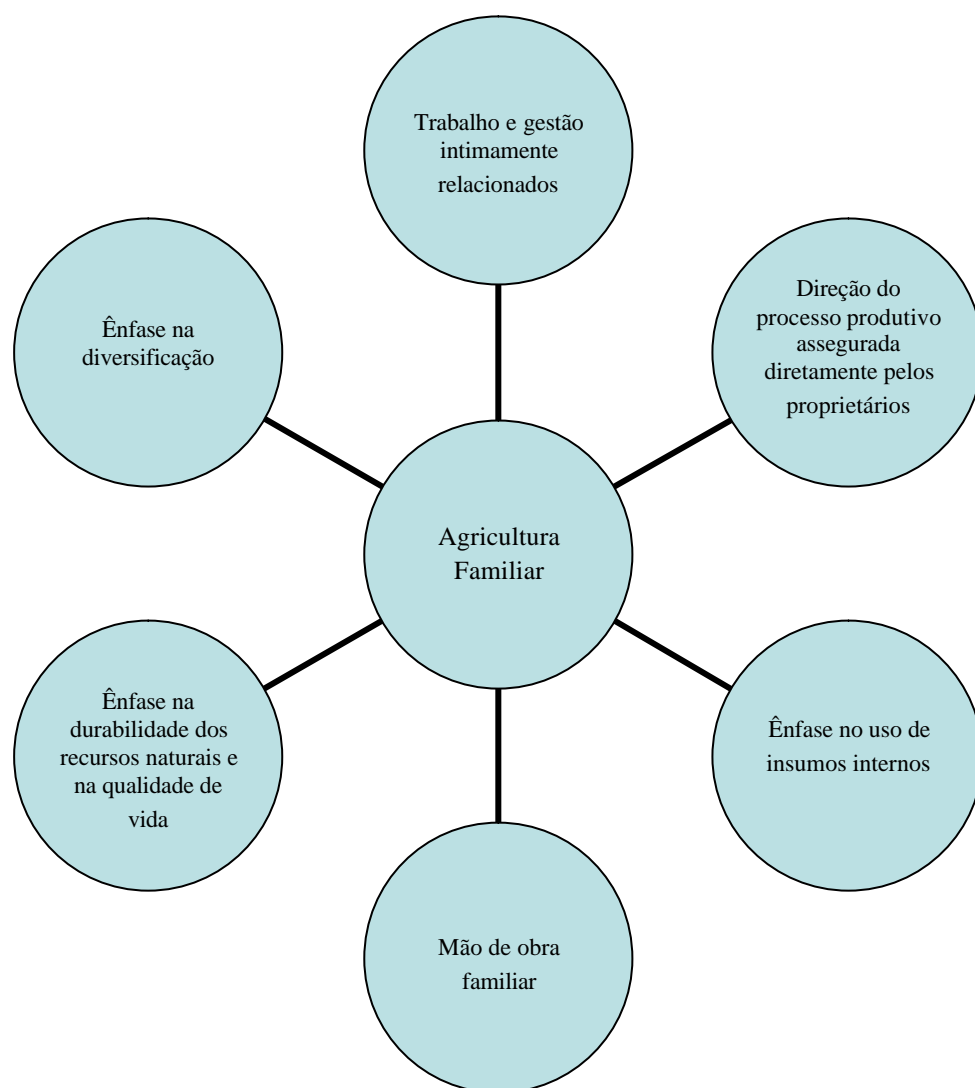 Trabalho e gestão
intimamente
relacionados
Direção do
processo produtivo
assegurada
diretamente pelos
proprietários
Ênfase na
diversificação
Agricultura
Familiar
Ênfase na
durabilidade dos
recursos naturais e
na qualidade de
vida
Ênfase no uso de
insumos internos
Mão de obra
familiar